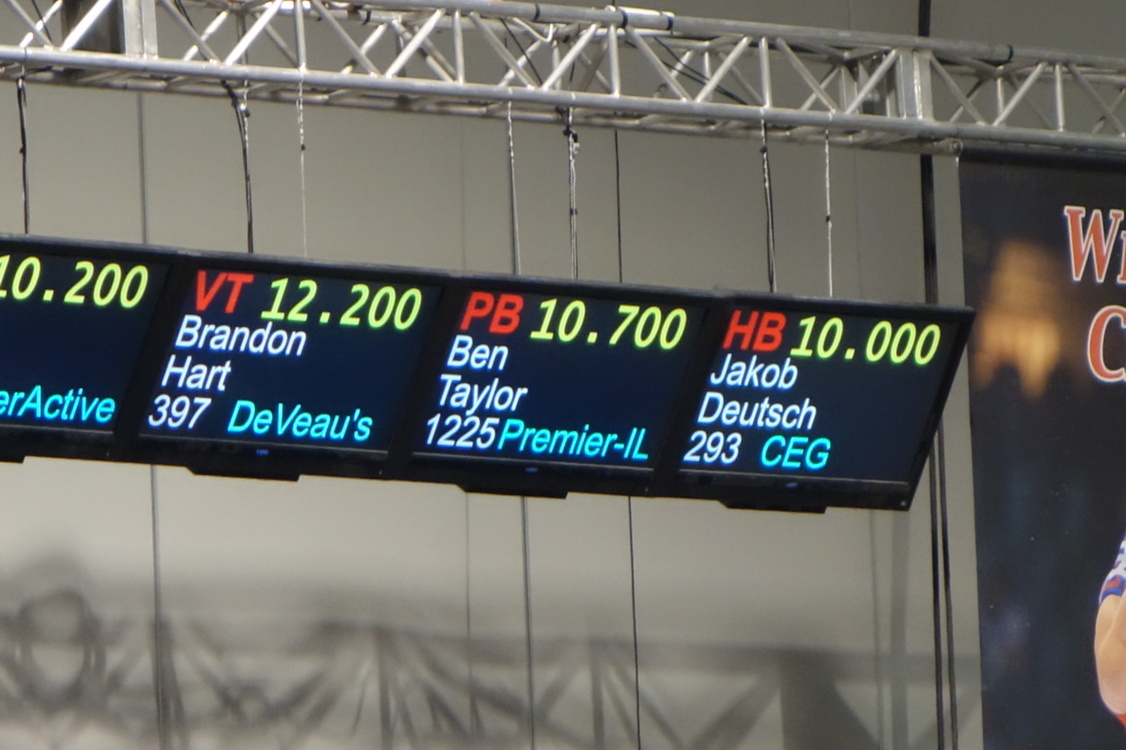 10.200
erActive
VT 12.200
Brandon
Hart
397 DeVeau's
PB 10.700
Ben
Taylor
1225 Premier-IL
HB 10.000
Jakob
Deutsch
293 CEG